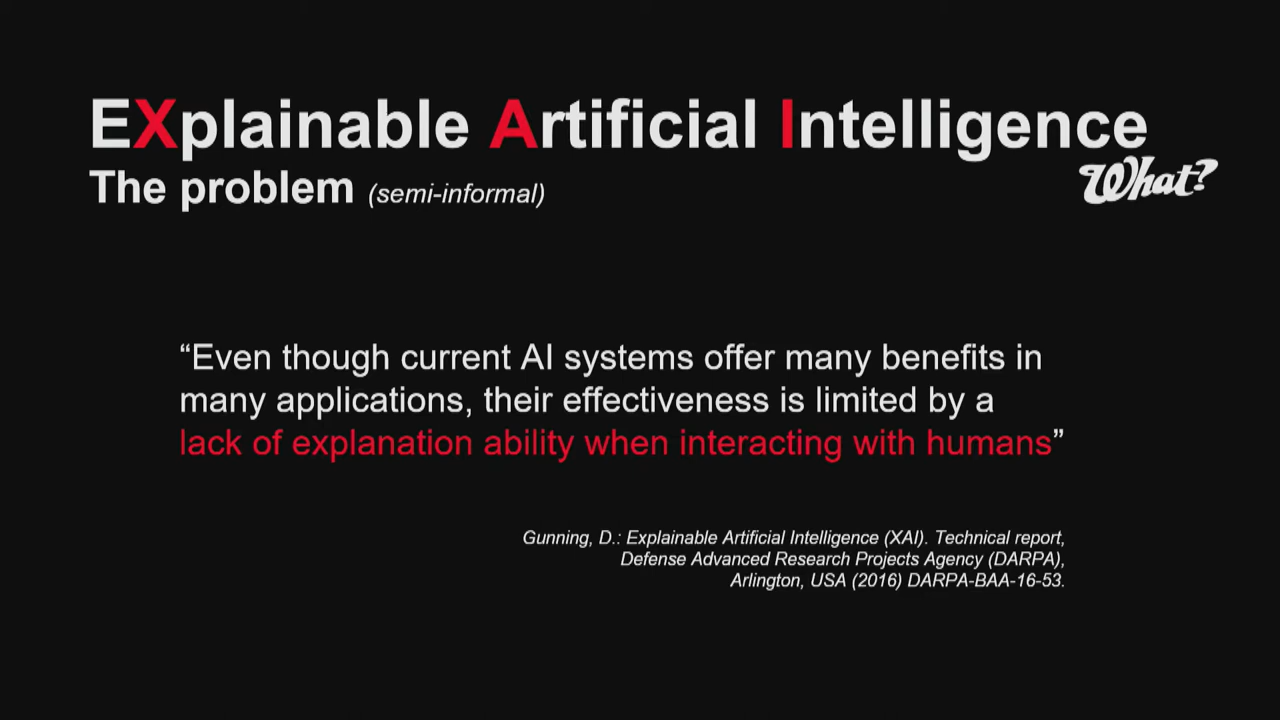 EXplainable Artificial Intelligence
The problem (semi-informal)
What?
“Even though current AI systems offer many benefits in
many applications, their effectiveness is limited by a
lack of explanation ability when interacting with humans”
Gunning, D.: Explainable Artificial Intelligence (XAI). Technical report,
Defense Advanced Research Projects Agency (DARPA),
Arlington, USA (2016) DARPA-BAA-16-53.